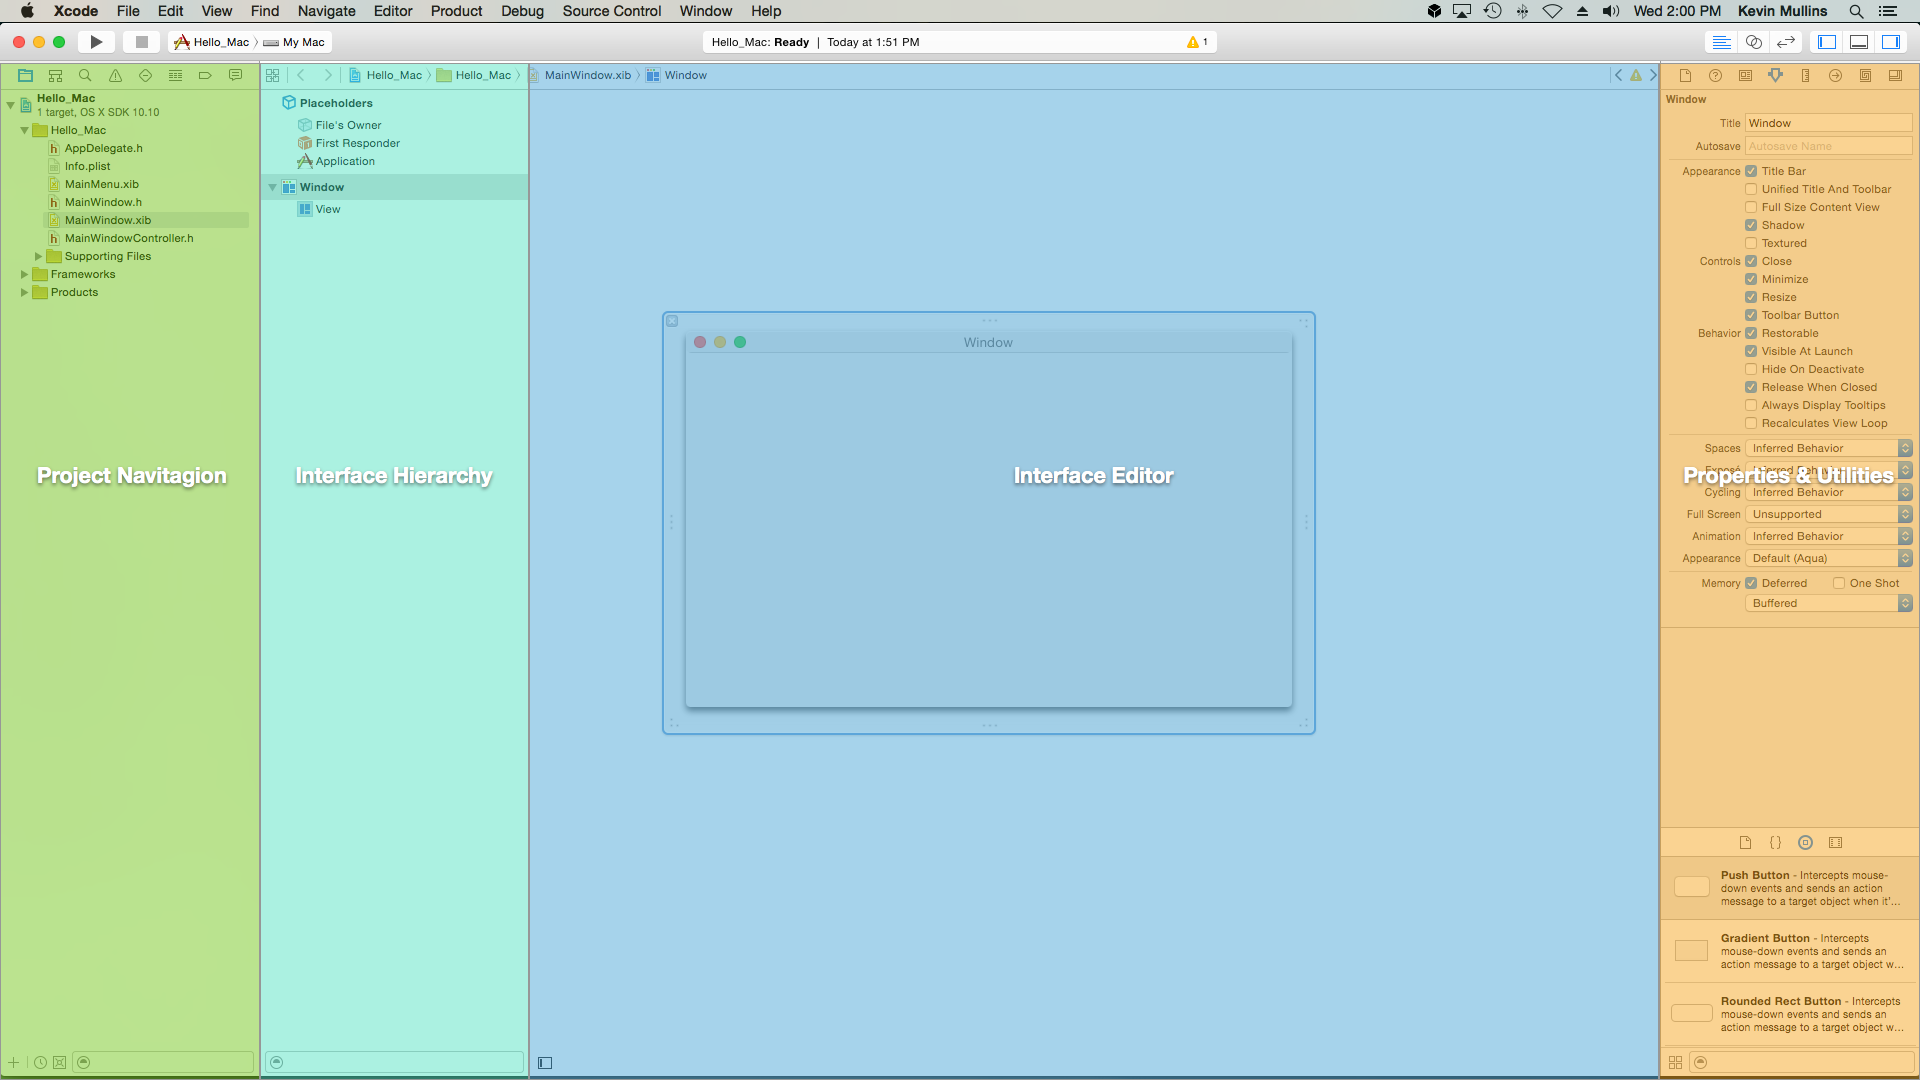 Xcode File Edit View Find Navigate Editor Product Debug Source Control Window Help Wed 2:00 PM Kevin Mullins
Hello_Mac My Mac Hello_Mac: Ready | Today at 1:51 PM 1
Hello_Mac Hello_Mac MainWindow.xib Window
Hello_Mac
1 target, OS X SDK 10.10
Hello_Mac
AppDelegate.h
Info.plist
MainMenu.xib
MainWindow.h
MainWindow.xib
MainWindowController.h
Supporting Files
Frameworks
Products
Project Navitagion
Placeholders
File's Owner
First Responder
Application
Window
View
Interface Hierarchy
Window
Interface Editor
Window
Title Window
Autosave Autosave Name
Appearance Title Bar
Unified Title And Toolbar
Full Size Content View
Shadow
Textured
Controls Close
Minimize
Resize
Toolbar Button
Behavior Restorable
Visible At Launch
Hide On Deactivate
Release When Closed
Always Display Tooltips
Recalculates View Loop
Spaces Inferred Behavior
Exposé Inferred Behavior
Properties & Utilities
Cycling Inferred Behavior
Full Screen Unsupported
Animation Inferred Behavior
Appearance Default (Aqua)
Memory Deferred One Shot
Buffered
Push Button - Intercepts mouse-
down events and sends an action
message to a target object when it'...
Gradient Button - Intercepts
mouse-down events and sends an
action message to a target object w...
Rounded Rect Button - Intercepts
mouse-down events and sends an
action message to a target object w...